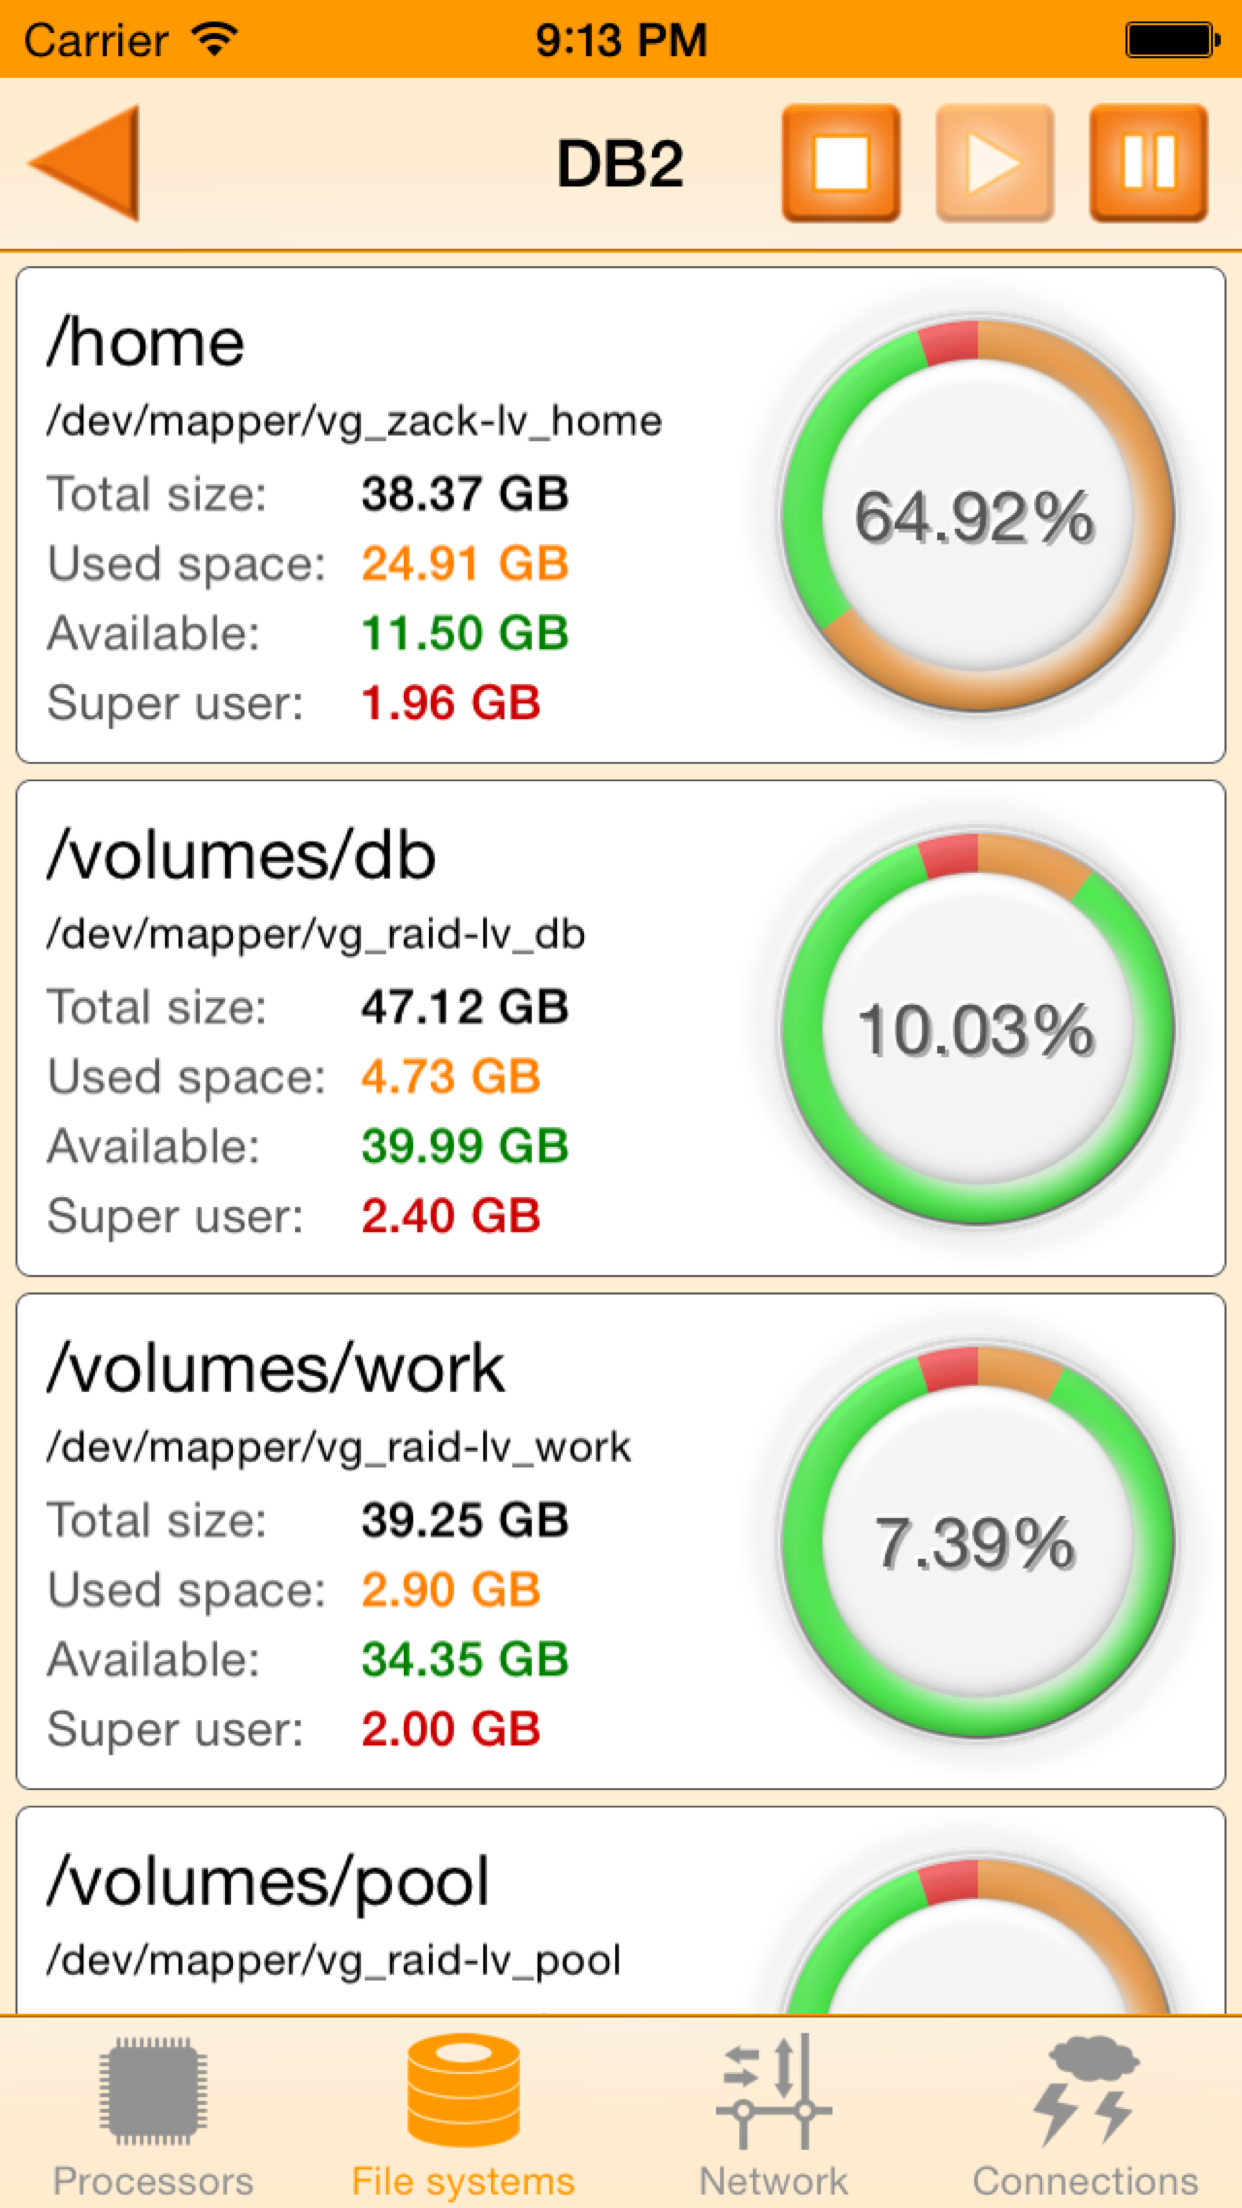 Carrier 9:13 PM
DB2
/home
/dev/mapper/vg_zack-lv_home
Total size: 38.37 GB
Used space: 24.91 GB
Available: 11.50 GB
Super user: 1.96 GB
64.92%
/volumes/db
/dev/mapper/vg_raid-lv_db
Total size: 47.12 GB
Used space: 4.73 GB
Available: 39.99 GB
Super user: 2.40 GB
10.03%
/volumes/work
/dev/mapper/vg_raid-lv_work
Total size: 39.25 GB
Used space: 2.90 GB
Available: 34.35 GB
Super user: 2.00 GB
7.39%
/volumes/pool
/dev/mapper/vg_raid-lv_pool
Processors File systems Network Connections